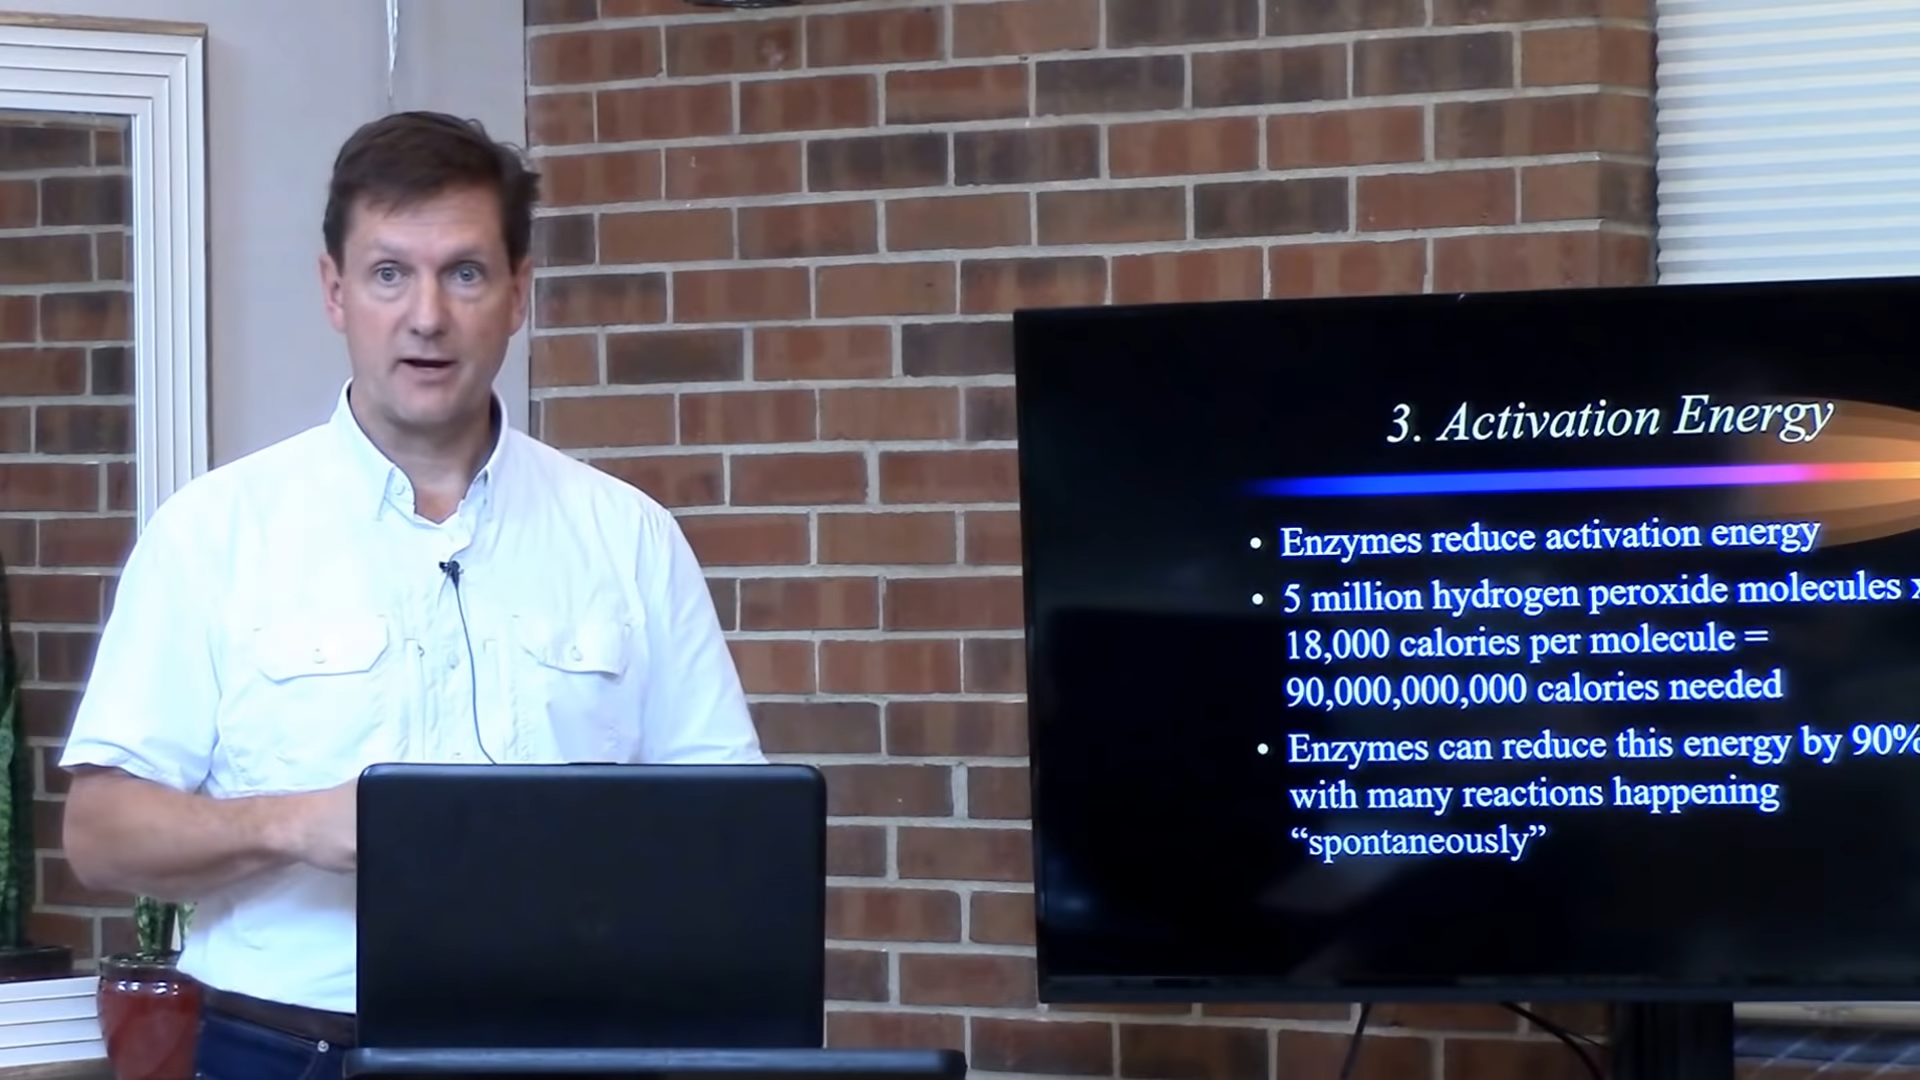 3. Activation Energy
• Enzymes reduce activation energy
• 5 million hydrogen peroxide molecules x
18,000 calories per molecule =
90,000,000,000 calories needed
• Enzymes can reduce this energy by 90%
with many reactions happening
“spontaneously”